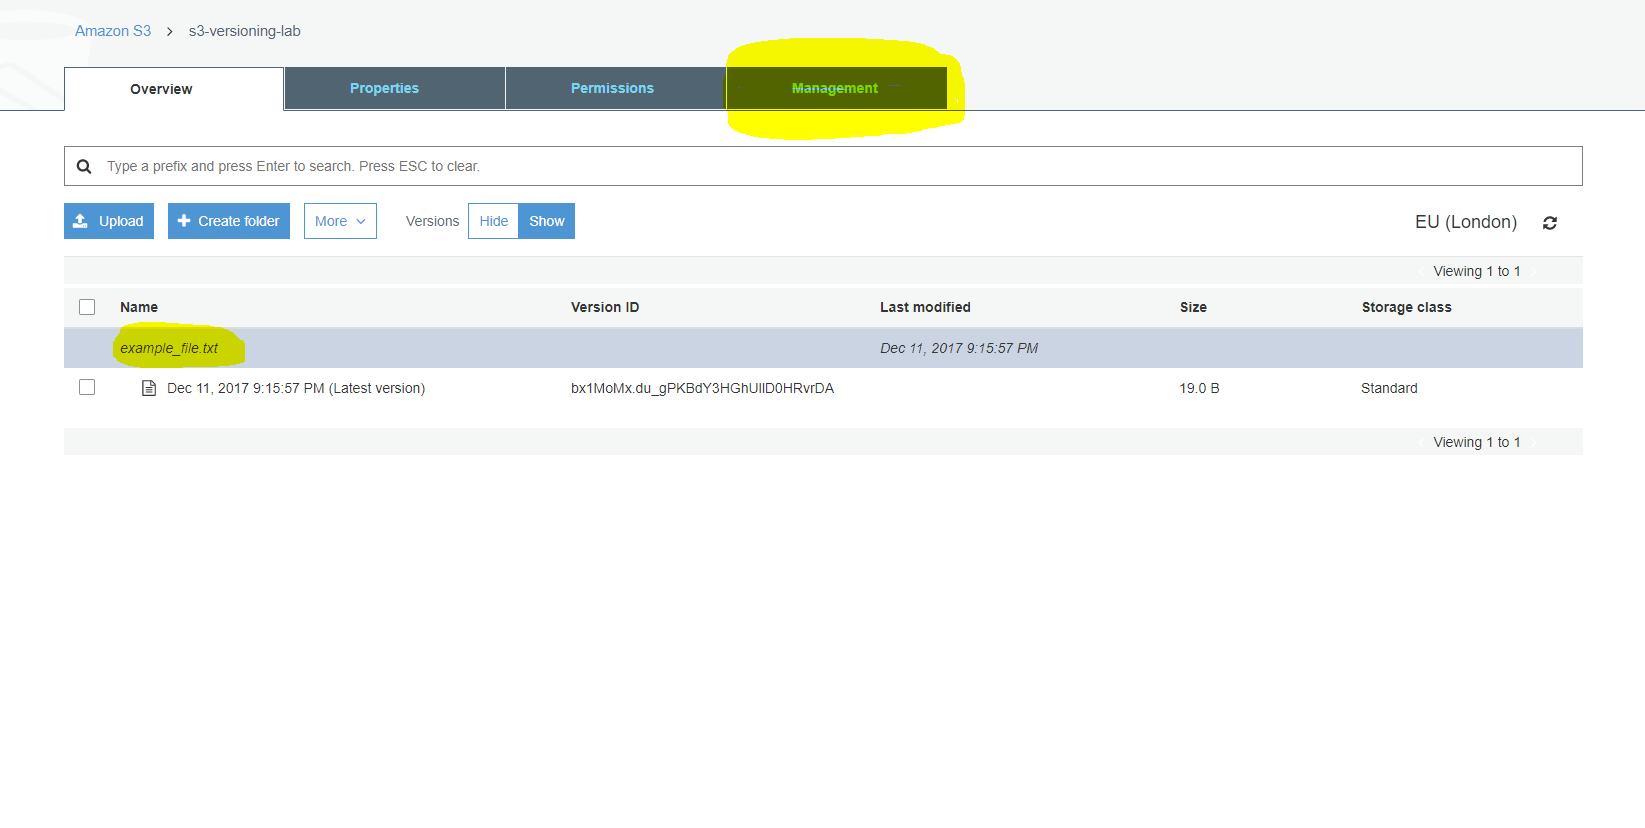 Amazon S3 > s3-versioning-lab
Overview Properties Permissions Management
Type a prefix and press Enter to search. Press ESC to clear.
Upload Create folder More Versions Hide Show EU (London)
Viewing 1 to 1
Name Version ID Last modified Size Storage class
example_file.txt Dec 11, 2017 9:15:57 PM
Dec 11, 2017 9:15:57 PM (Latest version) bx1MoMx.du_gPKBdY3HGhUIlD0HRvrDA 19.0 B Standard
Viewing 1 to 1